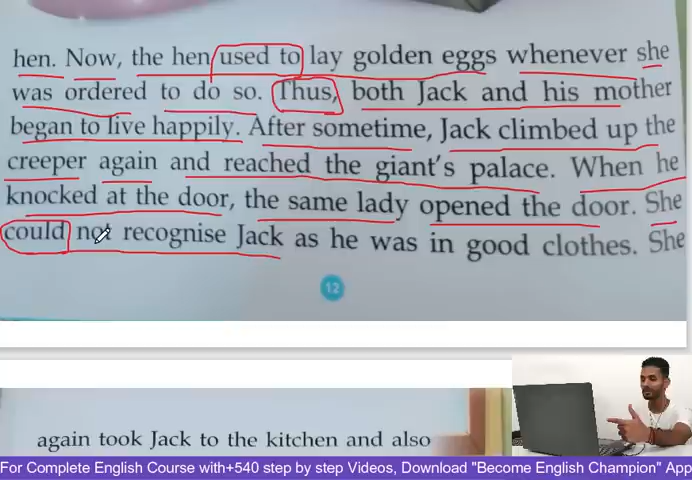 hen. Now, the hen used to lay golden eggs whenever she
was ordered to do so. Thus, both Jack and his mother
began to live happily. After sometime, Jack climbed up the
creeper again and reached the giant's palace. When he
knocked at the door, the same lady opened the door. She
could not recognise Jack as he was in good clothes. She
12
again took Jack to the kitchen and also
For Complete English Course with+540 step by step Videos, Download "Become English Champion" App